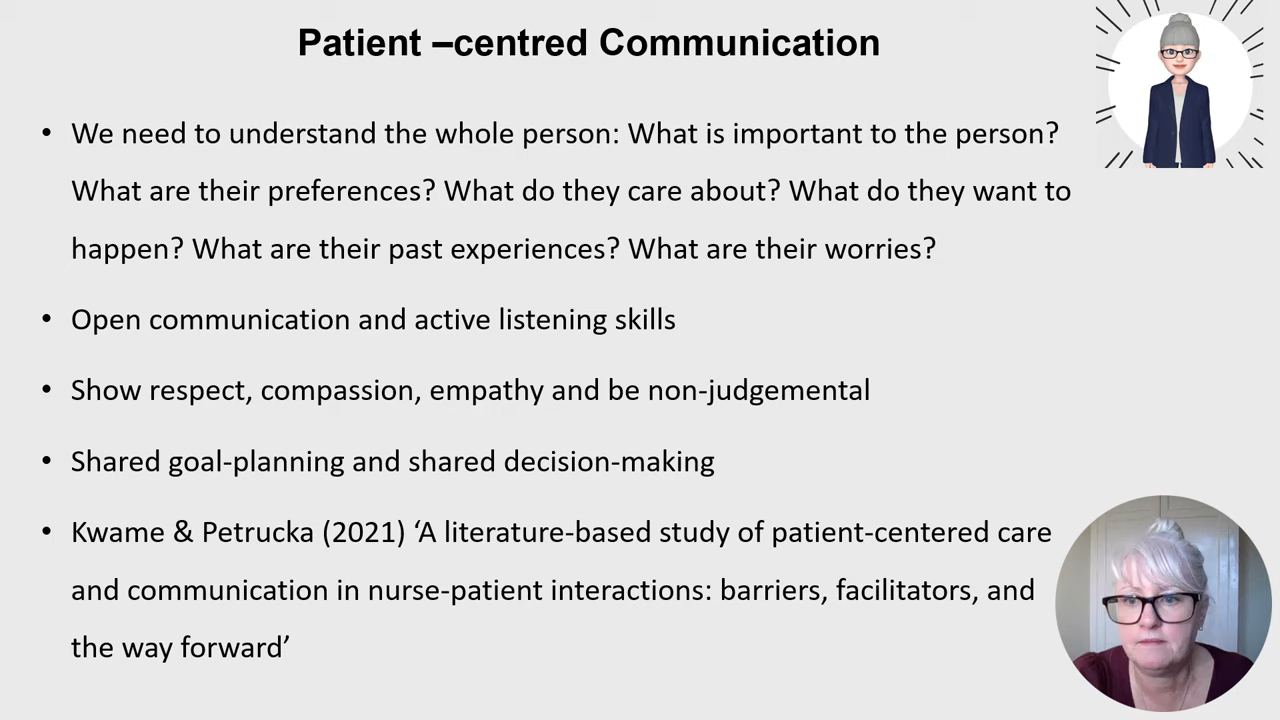 Patient –centred Communication
• We need to understand the whole person: What is important to the person?
What are their preferences? What do they care about? What do they want to
happen? What are their past experiences? What are their worries?
• Open communication and active listening skills
• Show respect, compassion, empathy and be non-judgemental
• Shared goal-planning and shared decision-making
• Kwame & Petrucka (2021) ‘A literature-based study of patient-centered care
and communication in nurse-patient interactions: barriers, facilitators, and
the way forward’